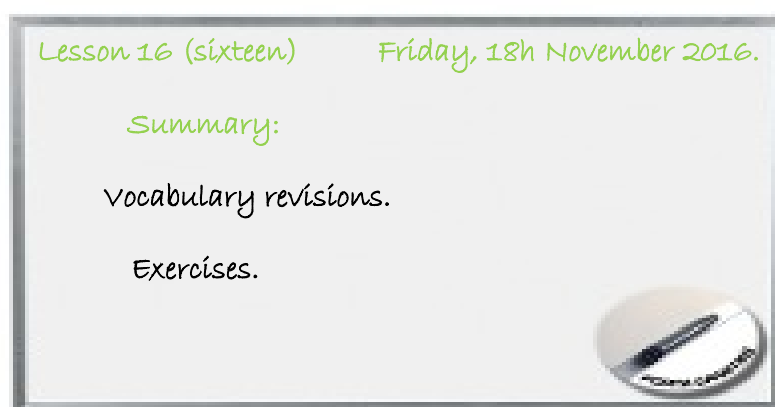 Lesson 16 (sixteen) Friday, 18h November 2016.
Summary:
Vocabulary revisions.
Exercises.